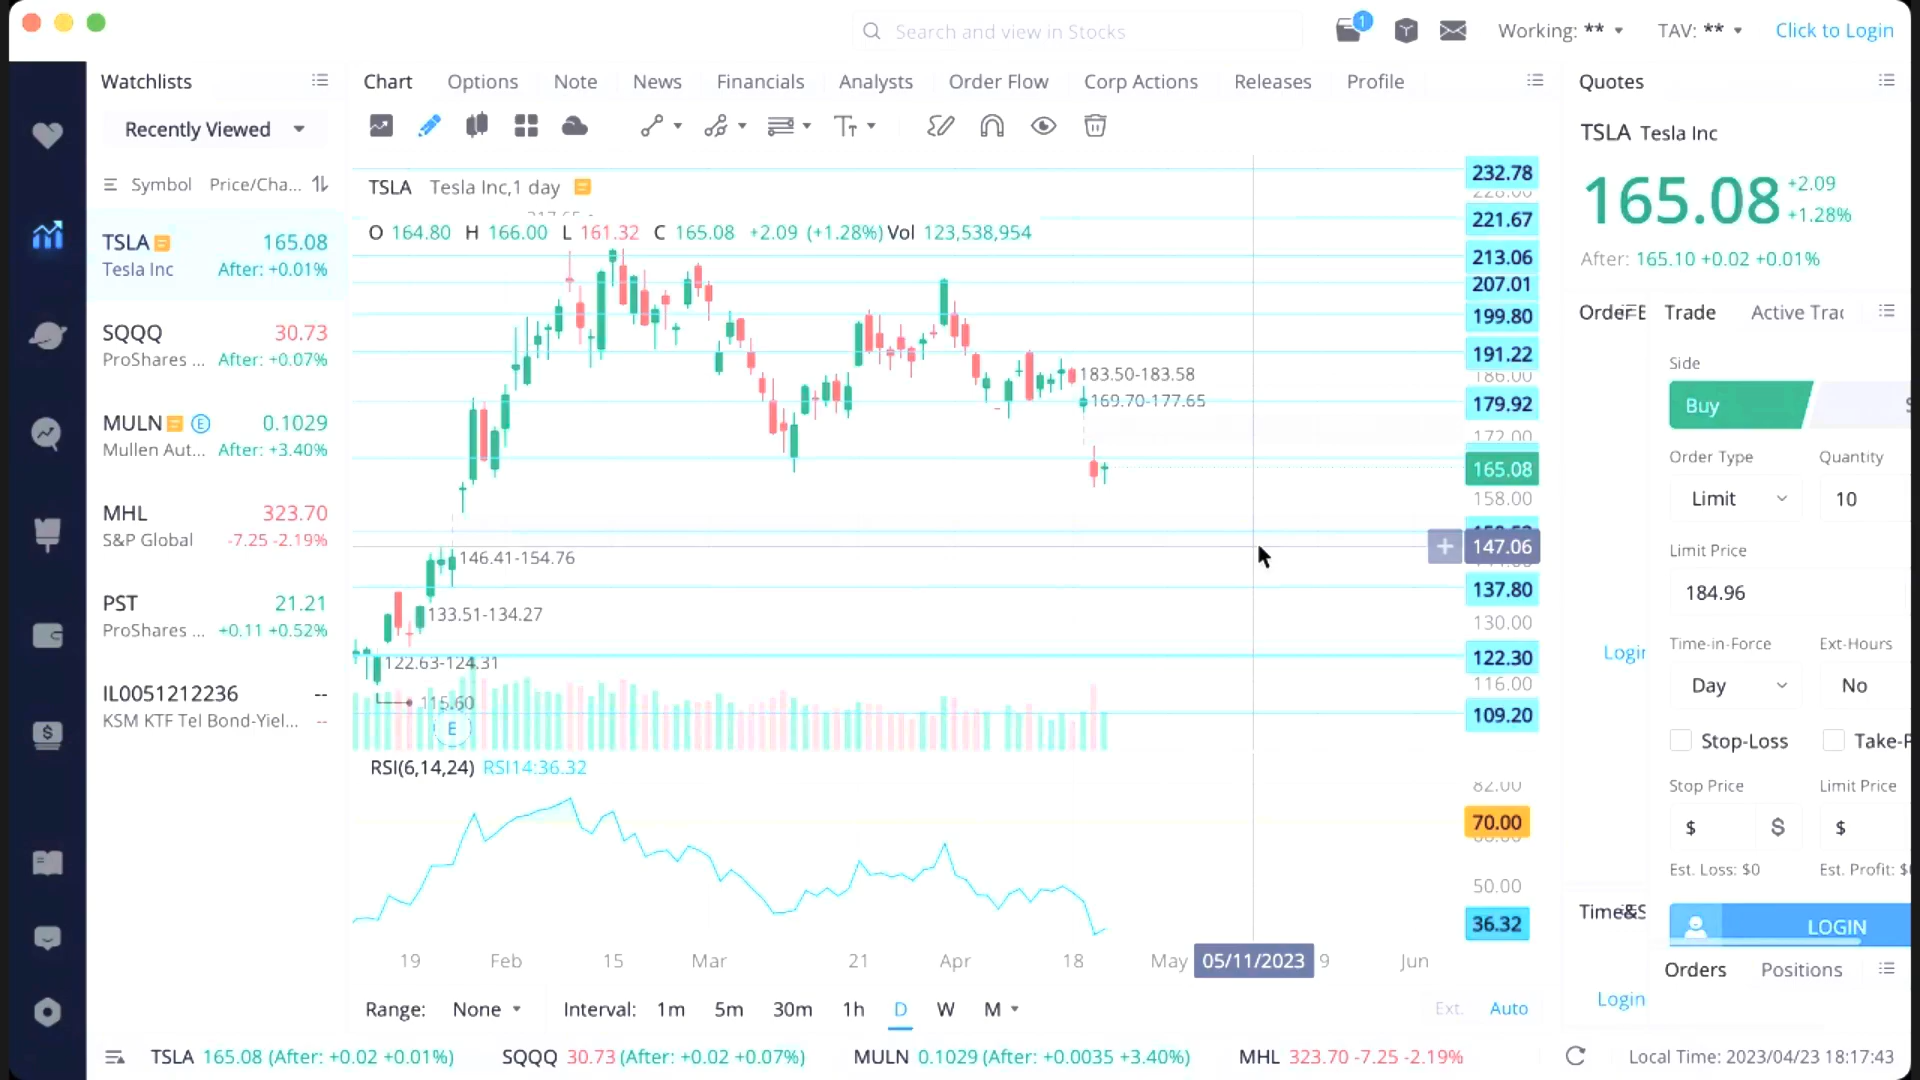 Search and view in Stocks
1
Working: **
TAV: **
Click to Login
Watchlists
Chart Options Note News Financials Analysts Order Flow Corp Actions Releases Profile
Quotes
Recently Viewed
Symbol Price/Cha...
TSLA 165.08
Tesla Inc After: +0.01%
SQQQ 30.73
ProShares ... After: +0.07%
MULN E 0.1029
Mullen Aut... After: +3.40%
MHL 323.70
S&P Global -7.25 -2.19%
PST 21.21
ProShares ... +0.11 +0.52%
IL0051212236 --
KSM KTF Tel Bond-Yiel... --
TSLA Tesla Inc,1 day
O 164.80 H 166.00 L 161.32 C 165.08 +2.09 (+1.28%) Vol 123,538,954
183.50-183.58
169.70-177.65
146.41-154.76
133.51-134.27
122.63-124.31
115.60
E
232.78
221.67
213.06
207.01
199.80
191.22
186.00
179.92
172.00
165.08
158.00
147.06
137.80
130.00
122.30
116.00
109.20
RSI(6,14,24) RSI14:36.32
82.00
70.00
50.00
36.32
19 Feb 15 Mar 21 Apr 18 May 05/11/2023 9 Jun
Range: None Interval: 1m 5m 30m 1h D W M
Ext. Auto
TSLA Tesla Inc
165.08 +2.09
+1.28%
After: 165.10 +0.02 +0.01%
Trade Active Trac
Side
Buy
Order Type Quantity
Limit 10
Limit Price
184.96
Time-in-Force Ext-Hours
Day No
Stop-Loss Take-P
Stop Price Limit Price
$ $ $
Est. Loss: $0 Est. Profit: $
LOGIN
Login
Time&S
Orders Positions
Login
TSLA 165.08 (After: +0.02 +0.01%) SQQQ 30.73 (After: +0.02 +0.07%) MULN 0.1029 (After: +0.0035 +3.40%) MHL 323.70 -7.25 -2.19%
Local Time: 2023/04/23 18:17:43